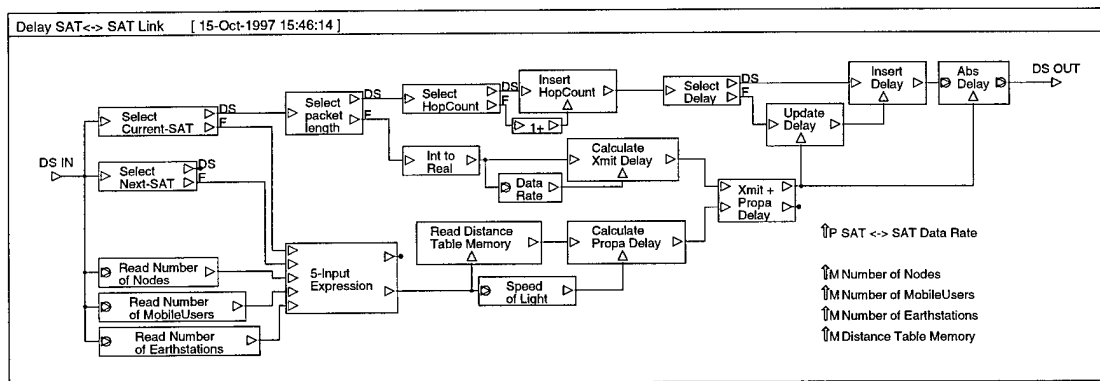 Delay SAT<-> SAT Link [ 15-Oct-1997 15:46:14 ]
DS IN
Select
Current-SAT
DS
F
Select
Next-SAT
DS
F
Read Number
of Nodes
Read Number
of MobileUsers
Read Number
of Earthstations
5-Input
Expression
Select
packet
length
DS
F
Select
HopCount
DS
F
Insert
HopCount
1+
Int to
Real
Data
Rate
Calculate
Xmit Delay
Read Distance
Table Memory
Speed
of Light
Calculate
Propa Delay
Xmit +
Propa
Delay
Select
Delay
DS
F
Update
Delay
Insert
Delay
Abs
Delay
DS OUT
⇧P SAT <-> SAT Data Rate
⇧M Number of Nodes
⇧M Number of MobileUsers
⇧M Number of Earthstations
⇧M Distance Table Memory